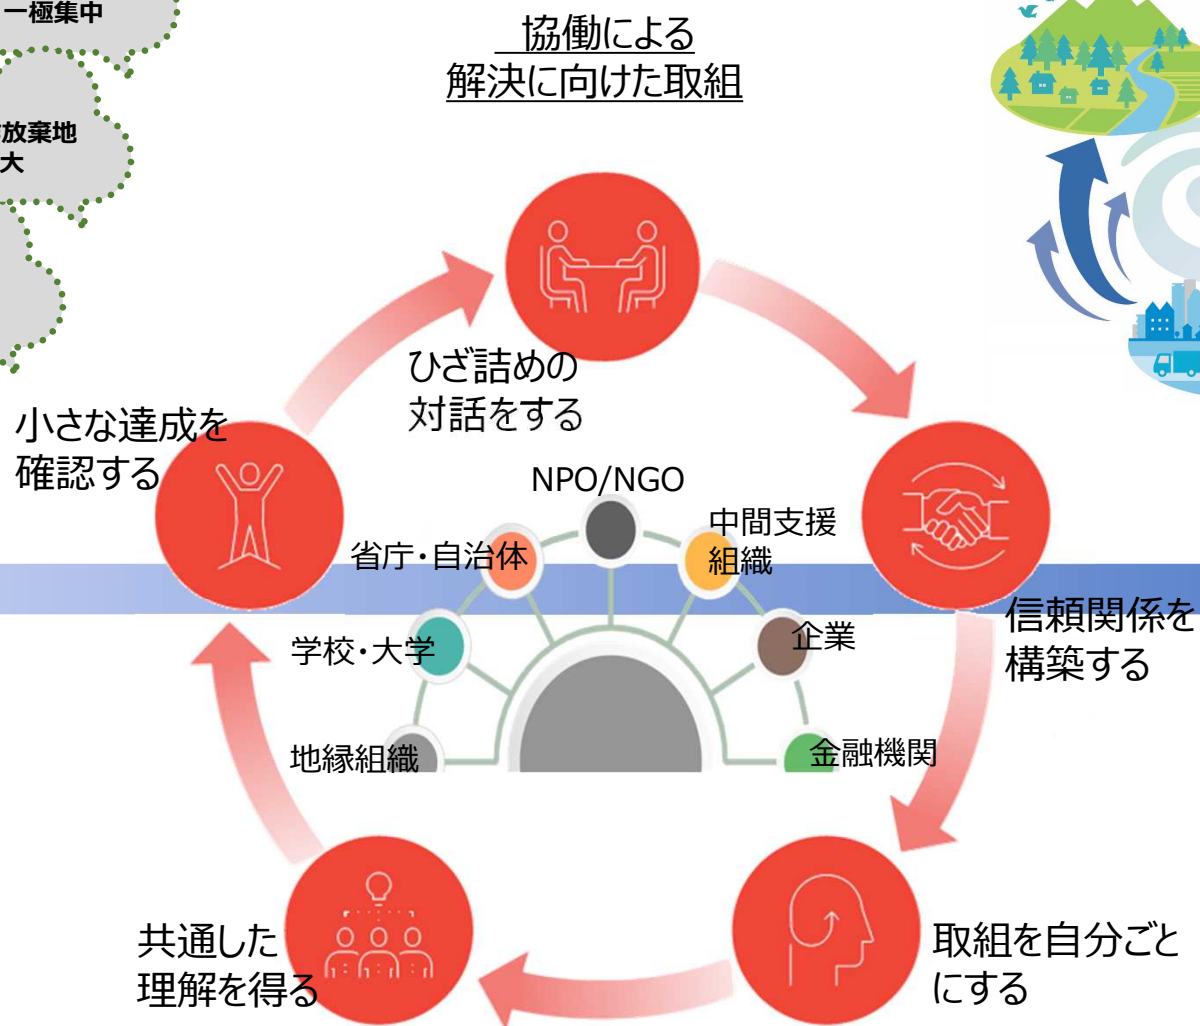 一極集中
放棄地
大
協働による
解決に向けた取組
ひざ詰めの
対話をする
小さな達成を
確認する
NPO/NGO
中間支援
組織
省庁・自治体
学校・大学
企業
地縁組織
金融機関
信頼関係を
構築する
共通した
理解を得る
取組を自分ごと
にする